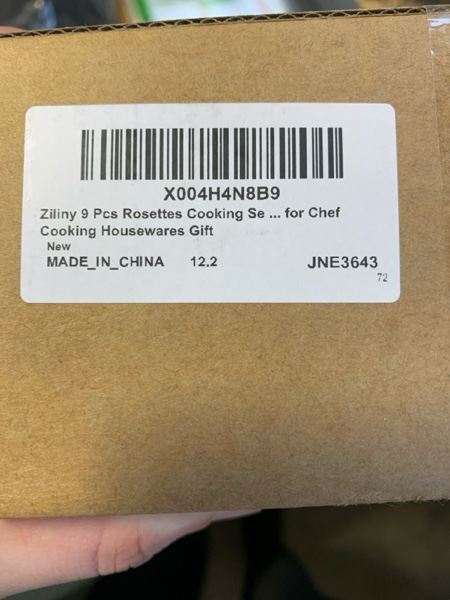 X004H4N8B9
Ziliny 9 Pcs Rosettes Cooking Se ... for Chef
Cooking Housewares Gift
New
MADE_IN_CHINA 12.2 JNE3643
72